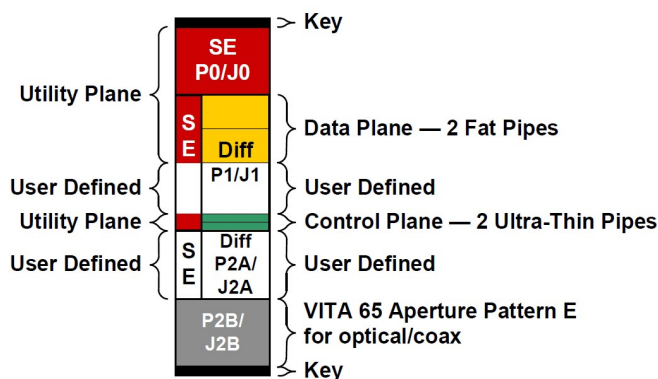 Key
SE
P0/J0
Utility Plane
S
E
Diff
Data Plane — 2 Fat Pipes
P1/J1
User Defined
User Defined
Utility Plane
Control Plane — 2 Ultra-Thin Pipes
User Defined
S
E
Diff
P2A/
J2A
User Defined
P2B/
J2B
VITA 65 Aperture Pattern E
for optical/coax
Key